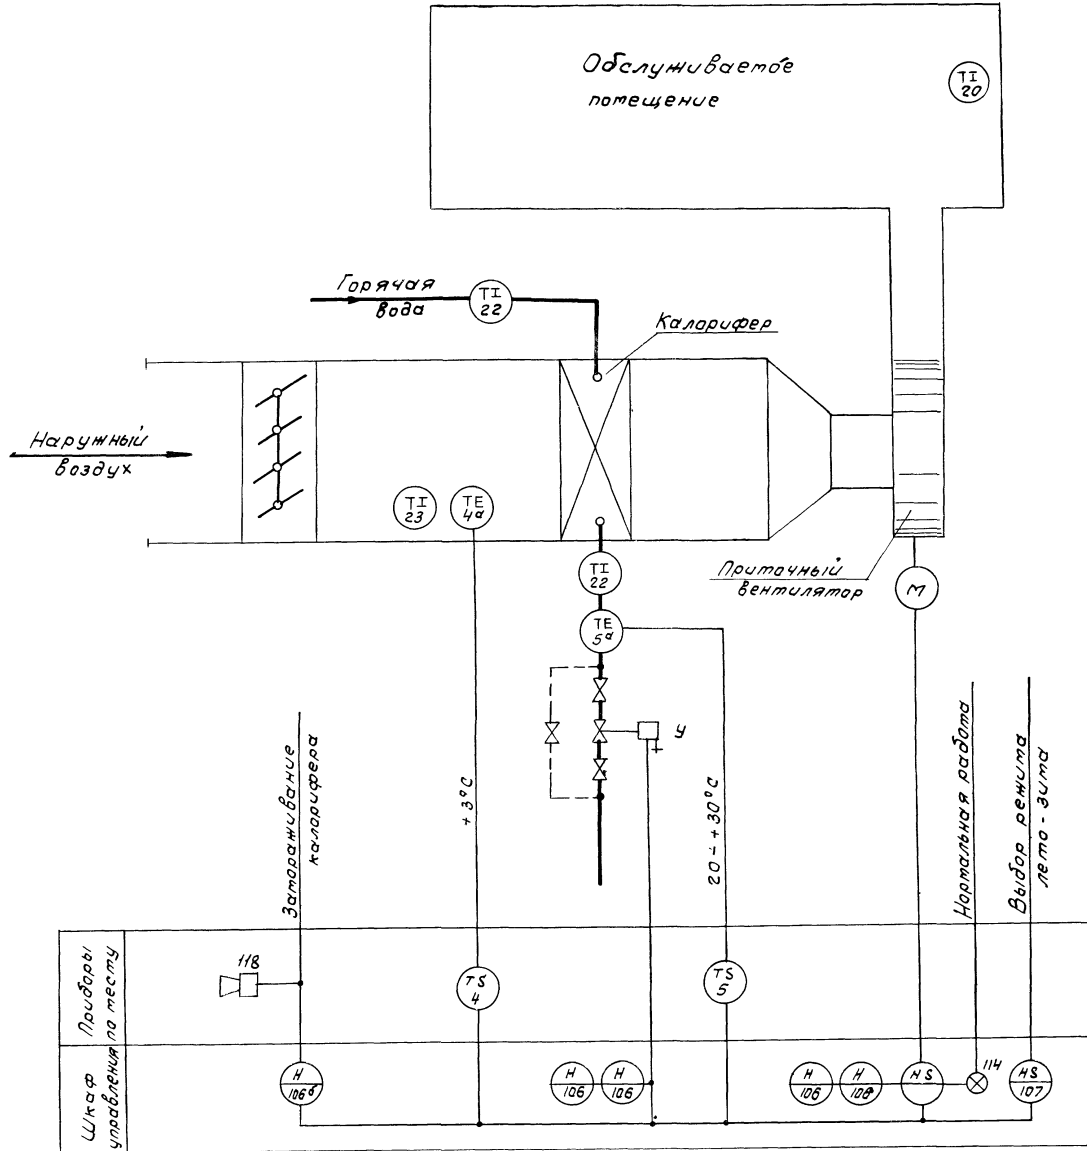 Обслуживаемое
помещение
TI
20
Горячая
вода
TI
22
Калорифер
Наружный
воздух
TI
23
TE
4а
TI
22
Приточный
вентилятор
М
TE
5а
У
Замораживание
калорифера
+3°С
20 ÷ +30°С
Нормальная работа
Выбор режима
лето - зима
Приборы
по месту
118
TS
4
TS
5
Шкаф
управления
H
106б
H
106
H
106
H
106
H
106
HS
114
HS
107